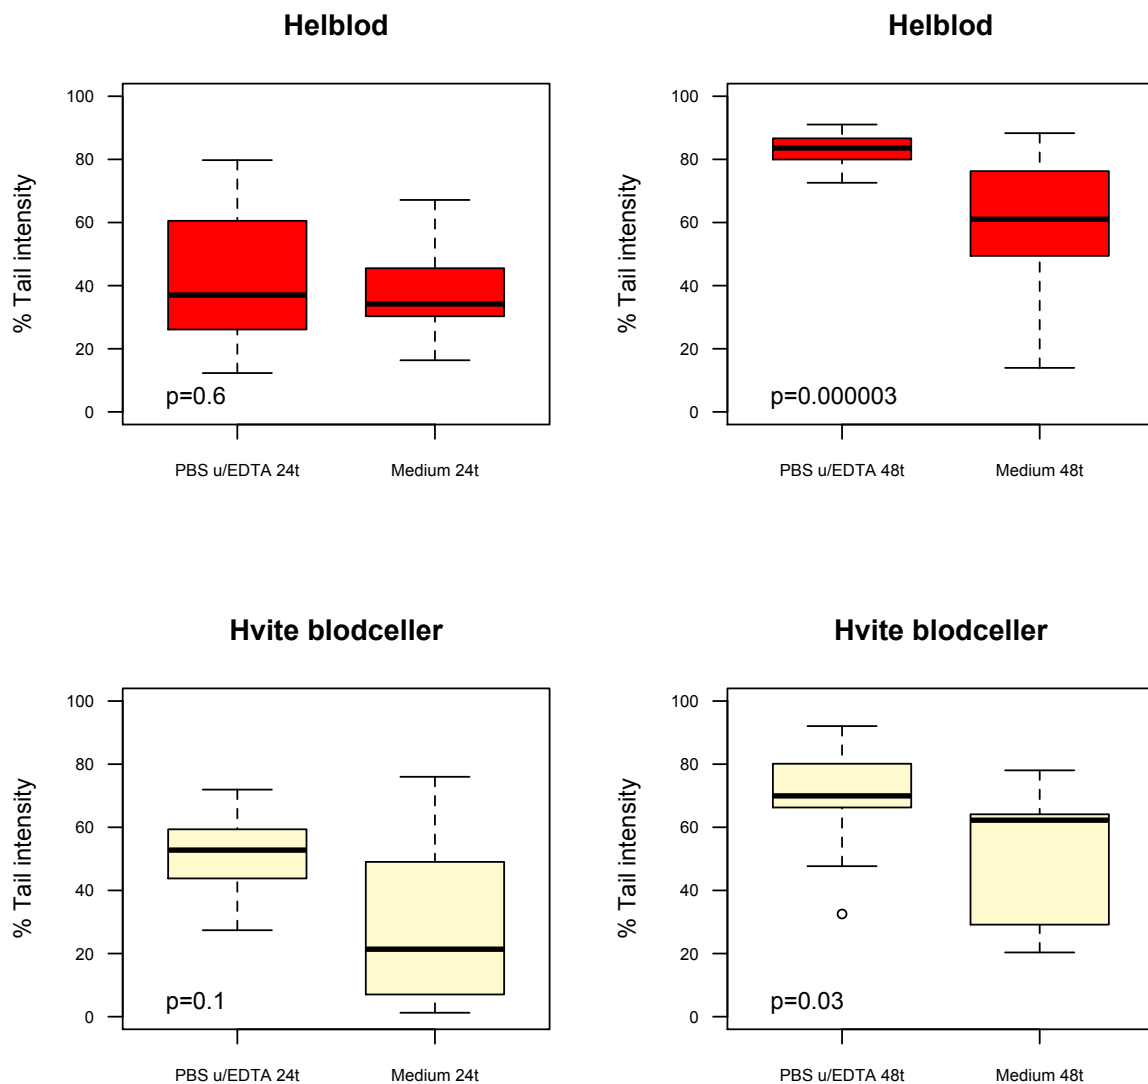 Helblod
% Tail intensity
100
80
60
40
20
0
p=0.6
PBS u/EDTA 24t
Medium 24t
Helblod
% Tail intensity
100
80
60
40
20
0
p=0.000003
PBS u/EDTA 48t
Medium 48t
Hvite blodceller
% Tail intensity
100
80
60
40
20
0
p=0.1
PBS u/EDTA 24t
Medium 24t
Hvite blodceller
% Tail intensity
100
80
60
40
20
0
p=0.03
PBS u/EDTA 48t
Medium 48t